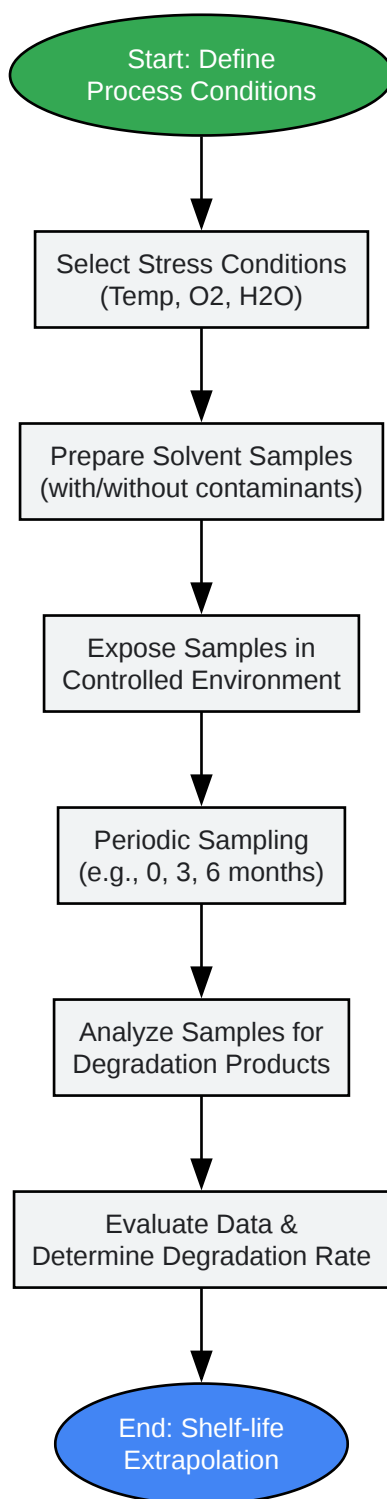 Start: Define
Process Conditions
Select Stress Conditions
(Temp, O2, H2O)
Prepare Solvent Samples
(with/without contaminants)
Expose Samples in
Controlled Environment
Periodic Sampling
(e.g., 0, 3, 6 months)
Analyze Samples for
Degradation Products
Evaluate Data &
Determine Degradation Rate
End: Shelf-life
Extrapolation